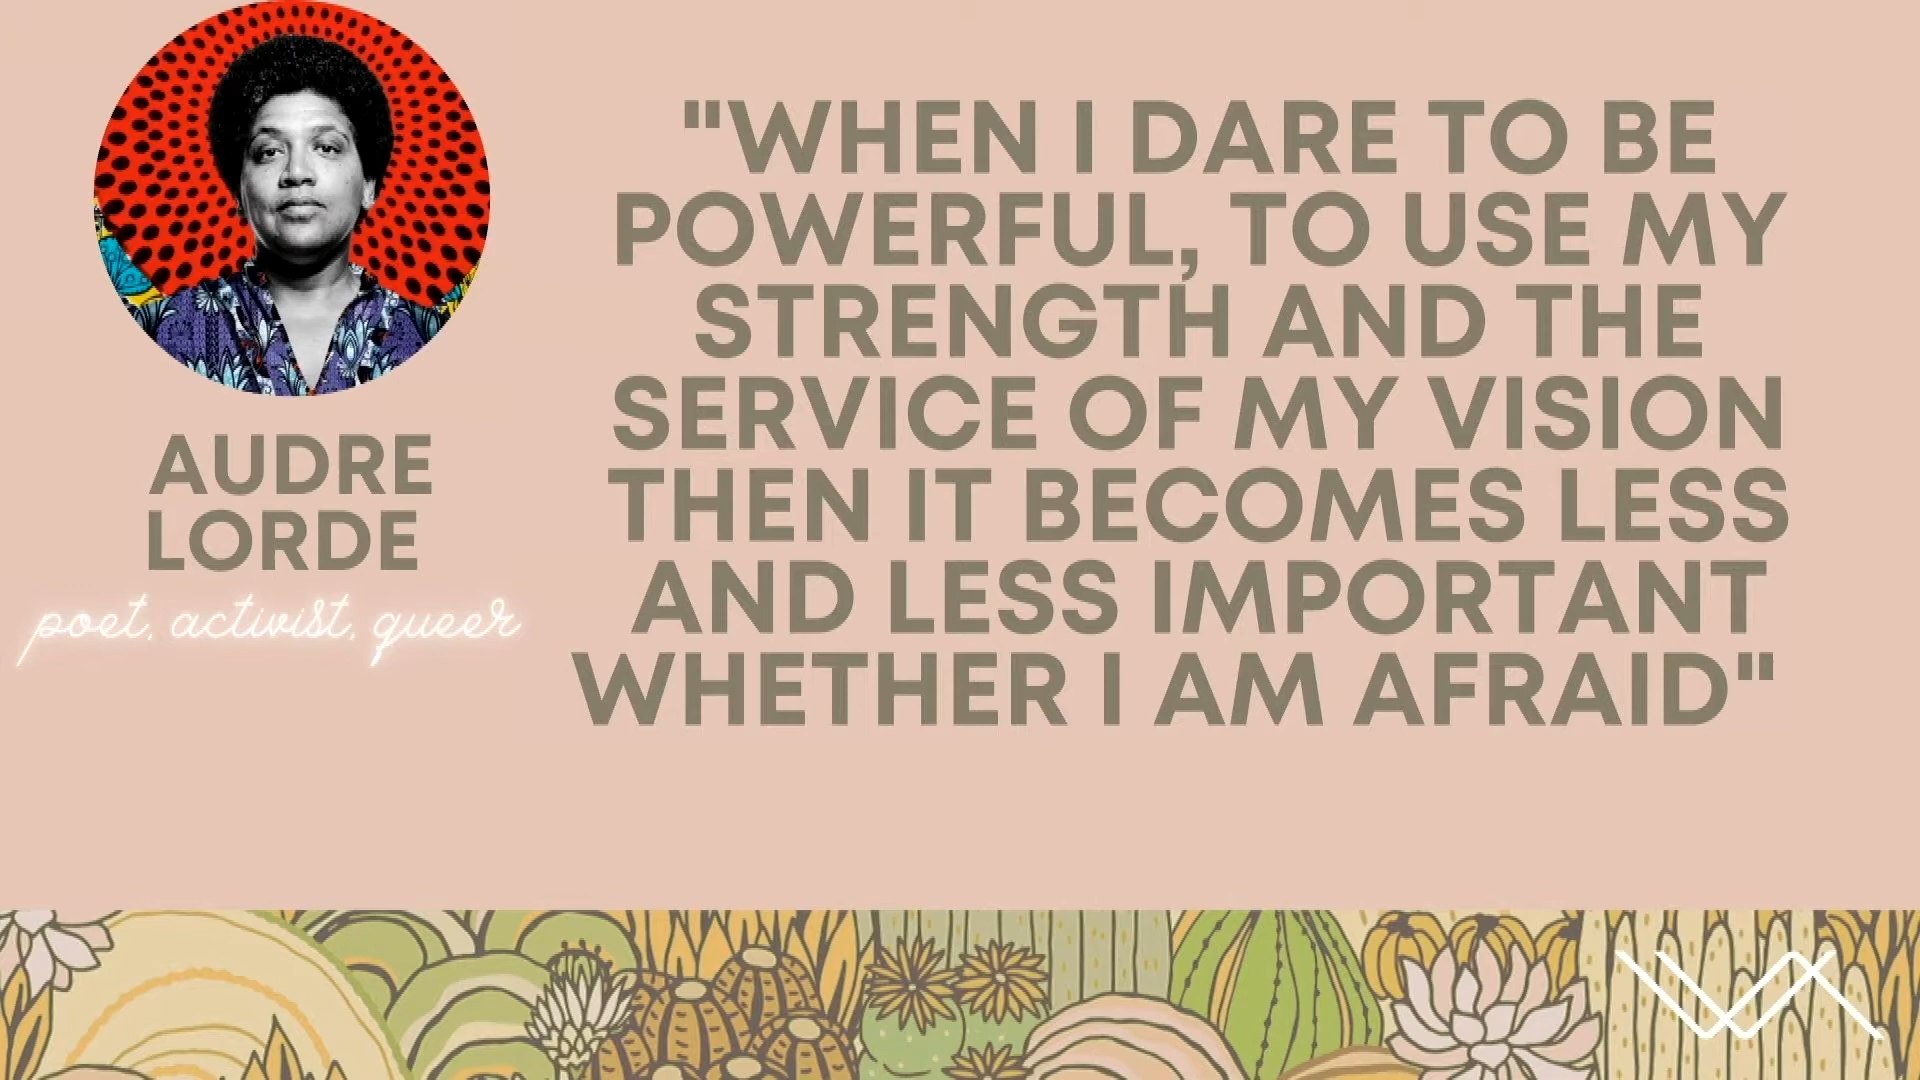 AUDRE
LORDE
poet, activist, queer
"WHEN I DARE TO BE
POWERFUL, TO USE MY
STRENGTH AND THE
SERVICE OF MY VISION
THEN IT BECOMES LESS
AND LESS IMPORTANT
WHETHER I AM AFRAID"